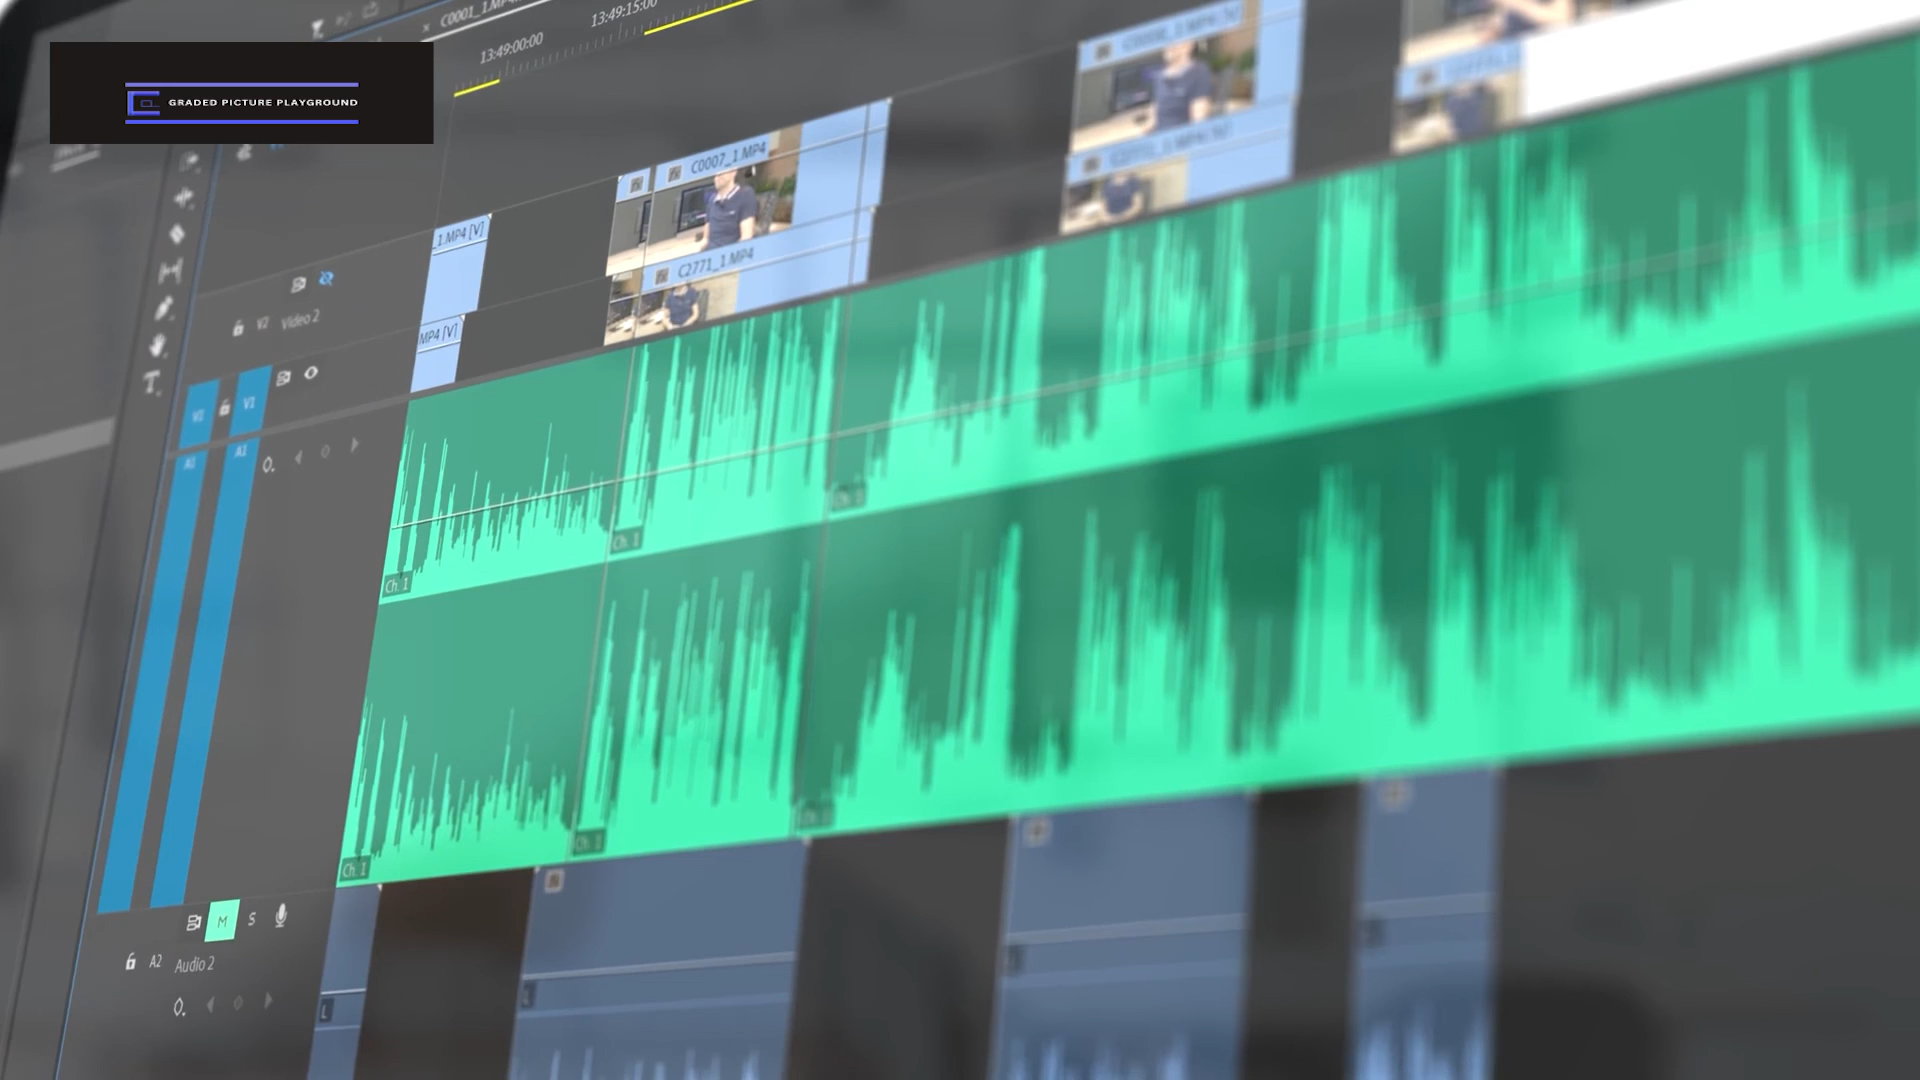 C0001_1.MP4
13:49:15:00
13:49:00:00
GRADED PICTURE PLAYGROUND
C0007_1.MP4
_1.MP4 [V]
C2771_1.MP4
V2 Video 2
MP4 [V]
V1 V1
A1 A1
Ch. 1
Ch. 1
Ch. 1
Ch. 1
Ch. 1
Ch. 1
M S
A2 Audio 2
L
L